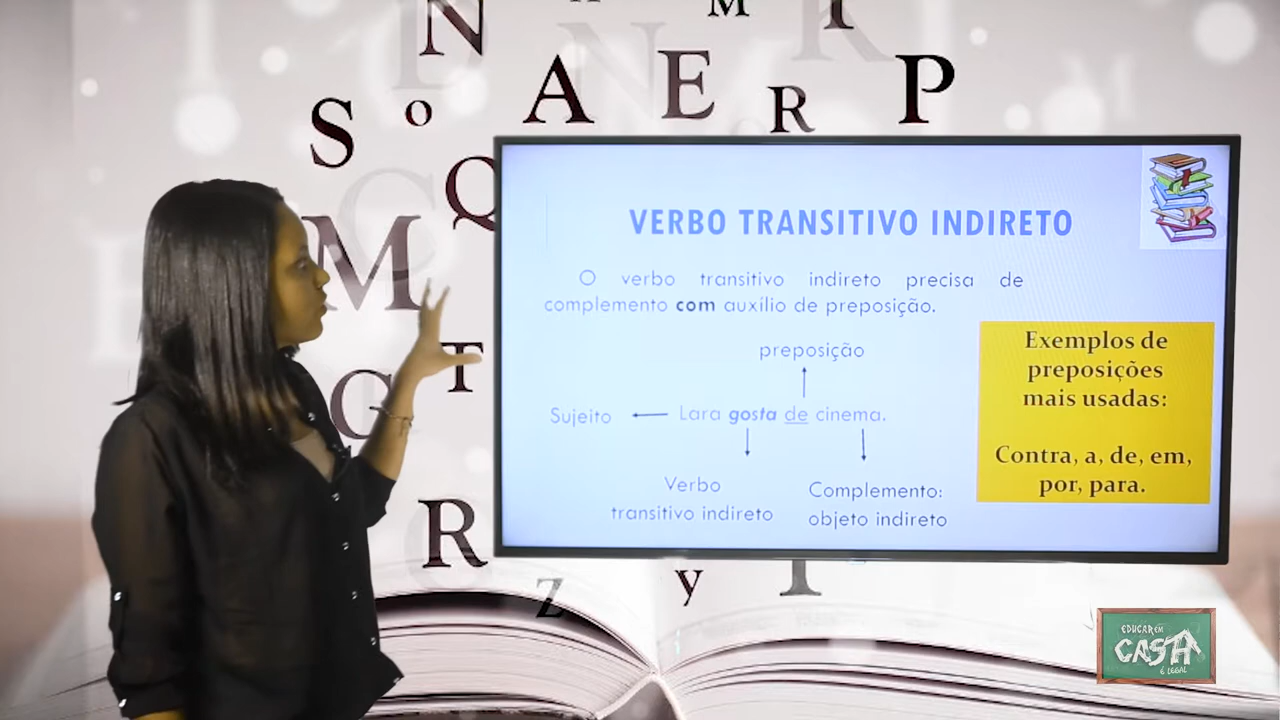 N
M
S
o
A
E
R
P
Q
M
T
G
R
Z
y
VERBO TRANSITIVO INDIRETO
O verbo transitivo indireto precisa de
complemento com auxílio de preposição.
preposição
Sujeito
Lara gosta de cinema.
Verbo
transitivo indireto
Complemento:
objeto indireto
Exemplos de
preposições
mais usadas:
Contra, a, de, em,
por, para.
EDUCAR EM
CASA
É LEGAL